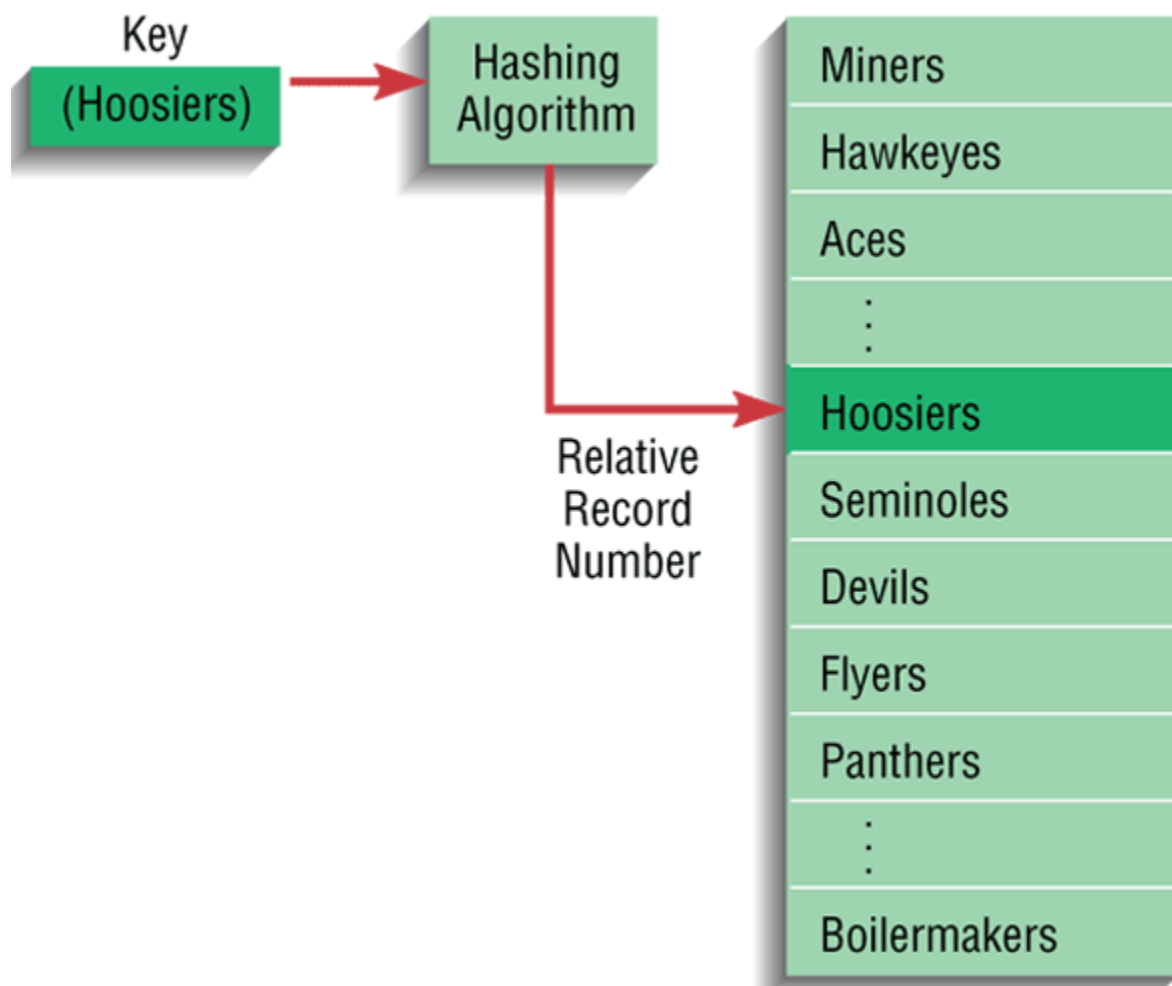 Key
(Hoosiers)
Hashing
Algorithm
Relative
Record
Number
Miners
Hawkeyes
Aces
⋮
Hoosiers
Seminoles
Devils
Flyers
Panthers
⋮
Boilermakers